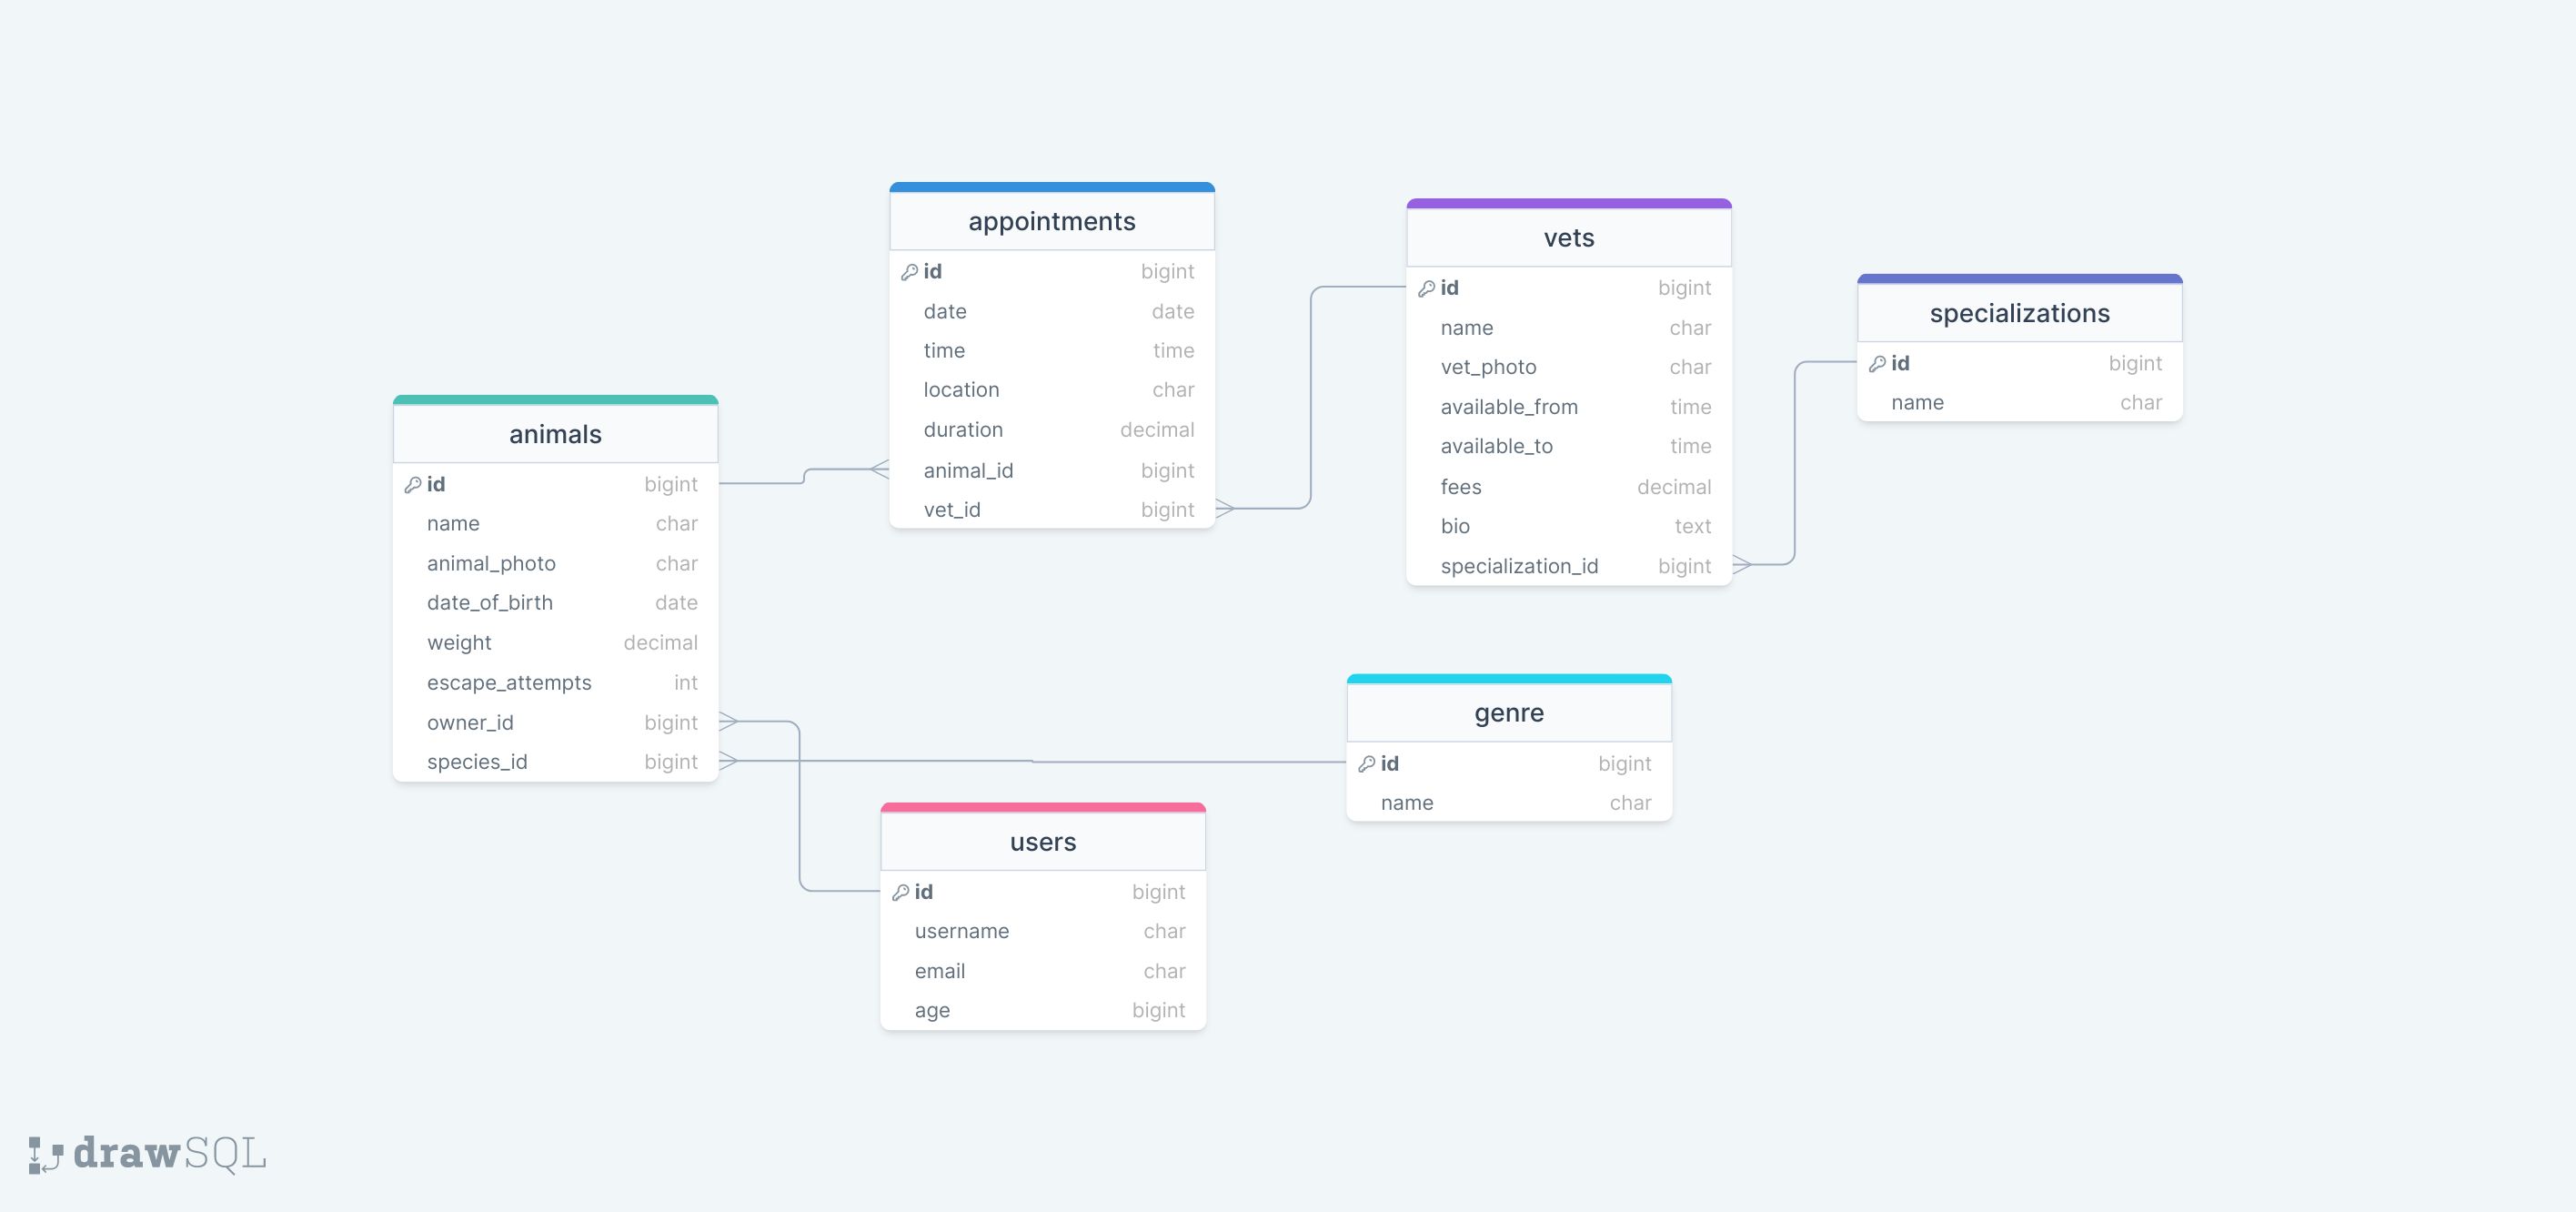 appointments
id bigint
date date
time time
location char
duration decimal
animal_id bigint
vet_id bigint
vets
id bigint
name char
vet_photo char
available_from time
available_to time
fees decimal
bio text
specialization_id bigint
specializations
id bigint
name char
animals
id bigint
name char
animal_photo char
date_of_birth date
weight decimal
escape_attempts int
owner_id bigint
species_id bigint
genre
id bigint
name char
users
id bigint
username char
email char
age bigint
drawSQL